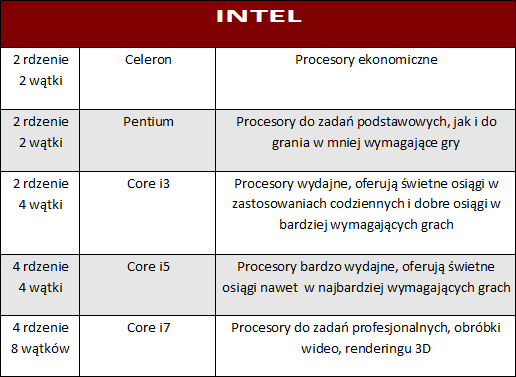 INTEL
2 rdzenie
2 wątki
Celeron
Procesory ekonomiczne
2 rdzenie
2 wątki
Pentium
Procesory do zadań podstawowych, jak i do
grania w mniej wymagające gry
2 rdzenie
4 wątki
Core i3
Procesory wydajne, oferują świetne osiągi w
zastosowaniach codziennych i dobre osiągi w
bardziej wymagających grach
4 rdzenie
4 wątki
Core i5
Procesory bardzo wydajne, oferują świetne
osiągi nawet w najbardziej wymagających grach
4 rdzenie
8 wątków
Core i7
Procesory do zadań profesjonalnych, obróbki
wideo, renderingu 3D